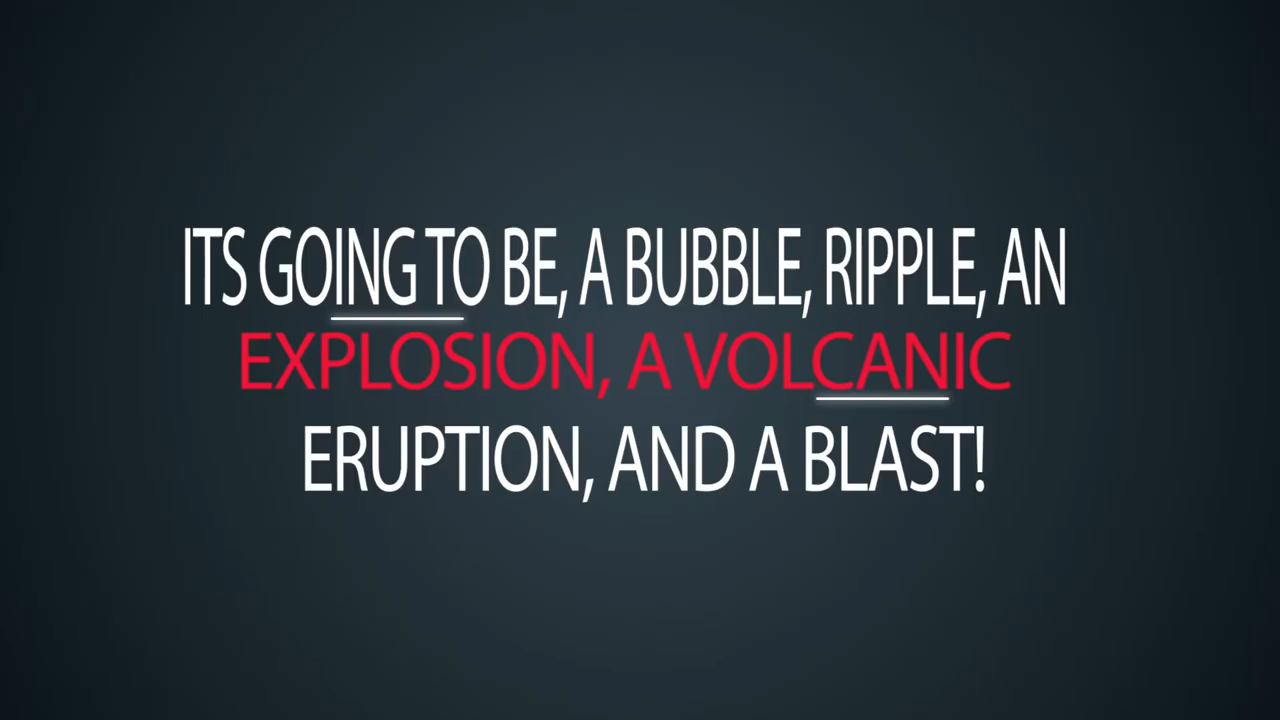 ITS GOING TO BE, A BUBBLE, RIPPLE, AN
EXPLOSION, A VOLCANIC
ERUPTION, AND A BLAST!